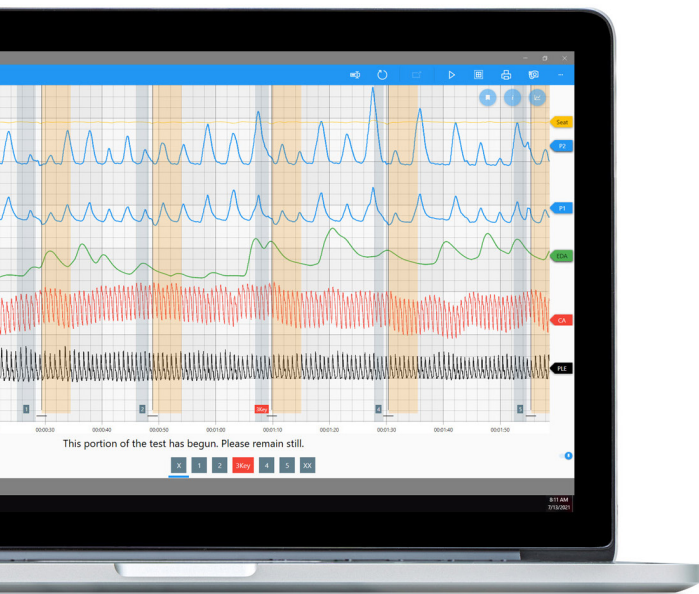 Seat
P2
P1
EDA
CA
PLE
1 2 3Key 4 5
00:00:30 00:00:40 00:00:50 00:01:00 00:01:10 00:01:20 00:01:30 00:01:40 00:01:50
This portion of the test has begun. Please remain still.
X 1 2 3Key 4 5 XX
8:11 AM
7/13/2021